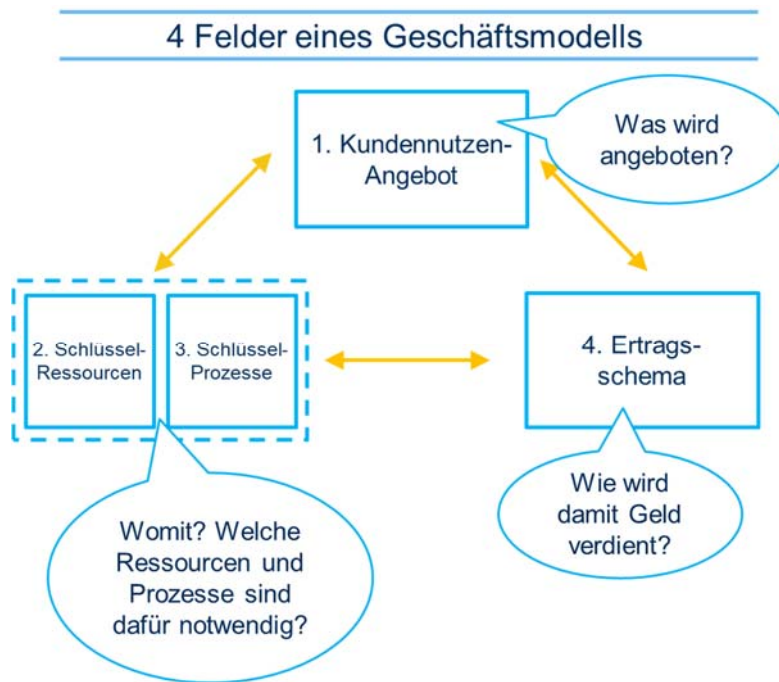 4 Felder eines Geschäftsmodells
1. Kundennutzen-
Angebot
Was wird
angeboten?
2. Schlüssel-
Ressourcen
3. Schlüssel-
Prozesse
4. Ertrags-
schema
Womit? Welche
Ressourcen und
Prozesse sind
dafür notwendig?
Wie wird
damit Geld
verdient?